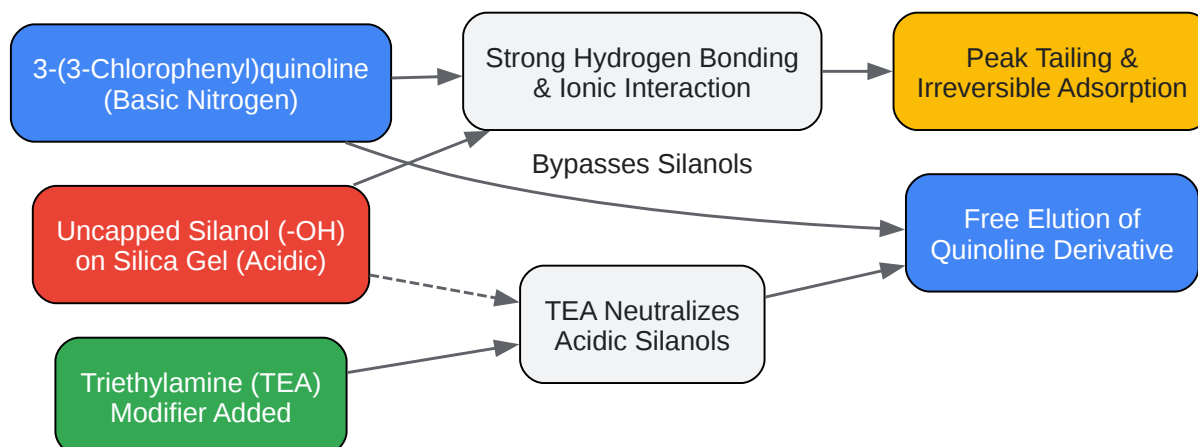 3-(3-Chlorophenyl)quinoline
(Basic Nitrogen)
Strong Hydrogen Bonding
& Ionic Interaction
Peak Tailing &
Irreversible Adsorption
Bypasses Silanols
Uncapped Silanol (-OH)
on Silica Gel (Acidic)
Free Elution of
Quinoline Derivative
TEA Neutralizes
Acidic Silanols
Triethylamine (TEA)
Modifier Added